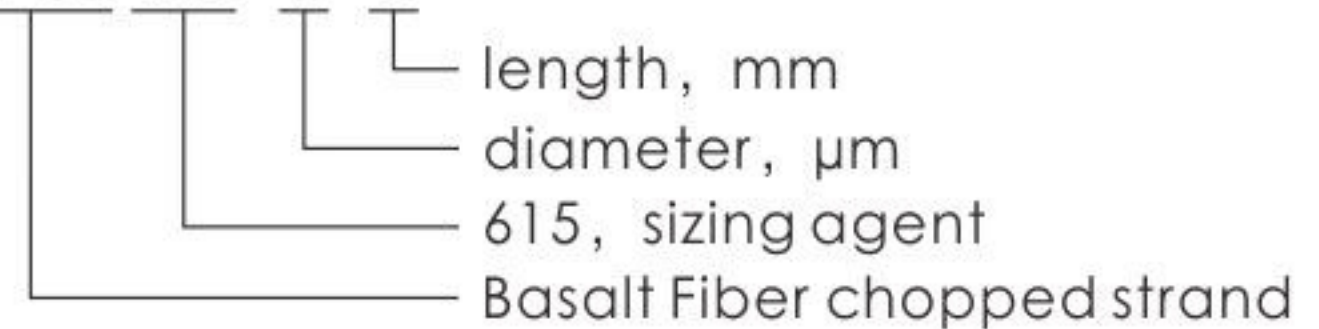 length, mm
diameter, µm
615, sizing agent
Basalt Fiber chopped strand